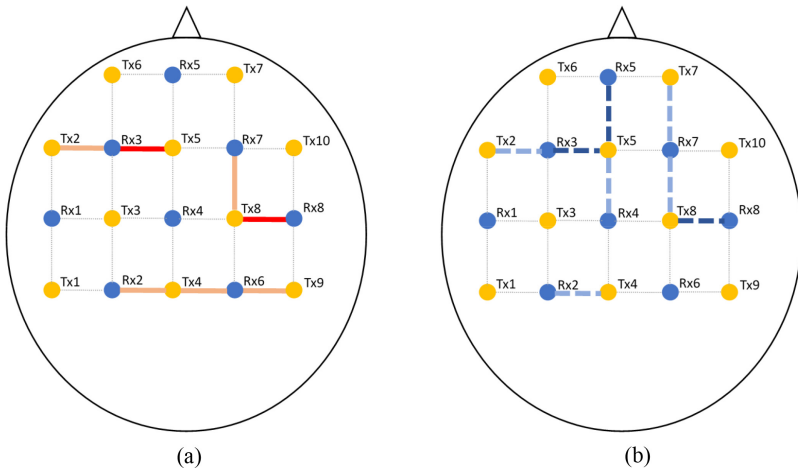 Tx6 Rx5 Tx7
Tx2 Rx3 Tx5 Rx7 Tx10
Rx1 Tx3 Rx4 Tx8 Rx8
Tx1 Rx2 Tx4 Rx6 Tx9
(a)
Tx6 Rx5 Tx7
Tx2 Rx3 Tx5 Rx7 Tx10
Rx1 Tx3 Rx4 Tx8 Rx8
Tx1 Rx2 Tx4 Rx6 Tx9
(b)